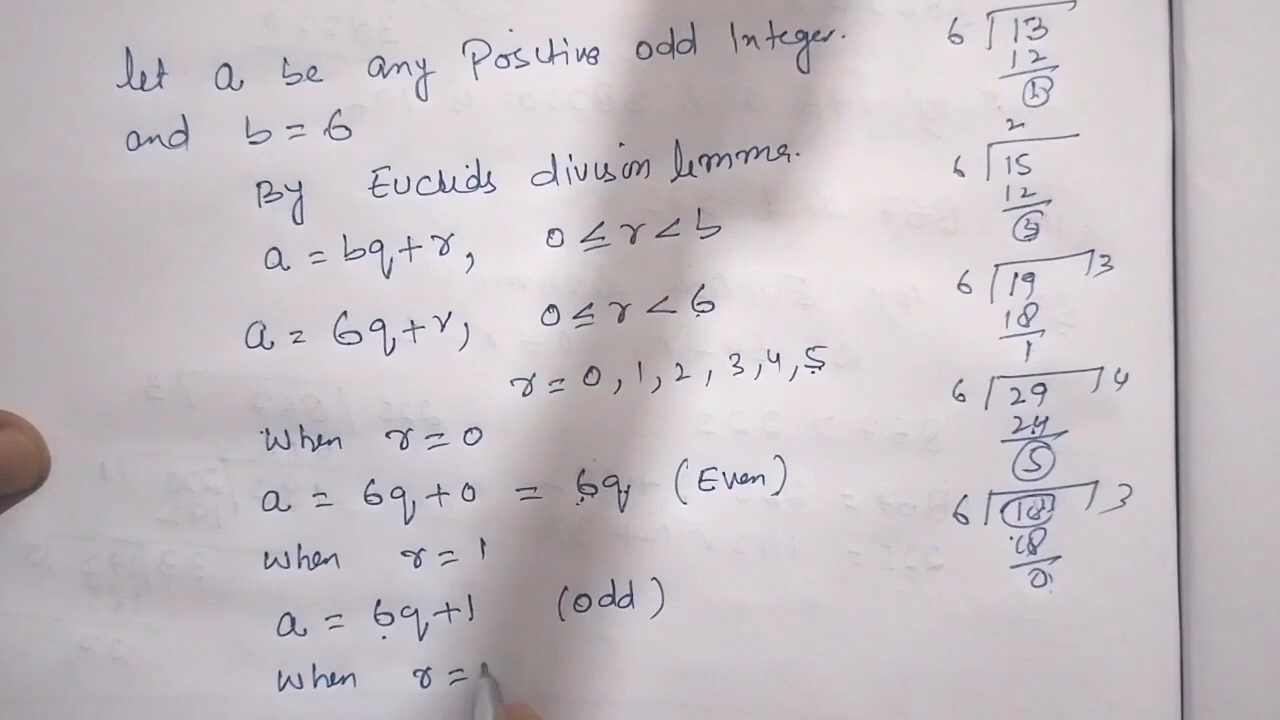 let a be any Positive odd Integer.
and b = 6
By Euclids division lemma.
a = bq + r, 0 ≤ r < b
a = 6q + r, 0 ≤ r < 6
r = 0, 1, 2, 3, 4, 5
When r = 0
a = 6q + 0 = 6q (Even)
When r = 1
a = 6q + 1 (odd)
When r =
6 13
12
2
6 15
12
3
6 19 3
18
1
6 29 4
24
5
6 18 3
18
0